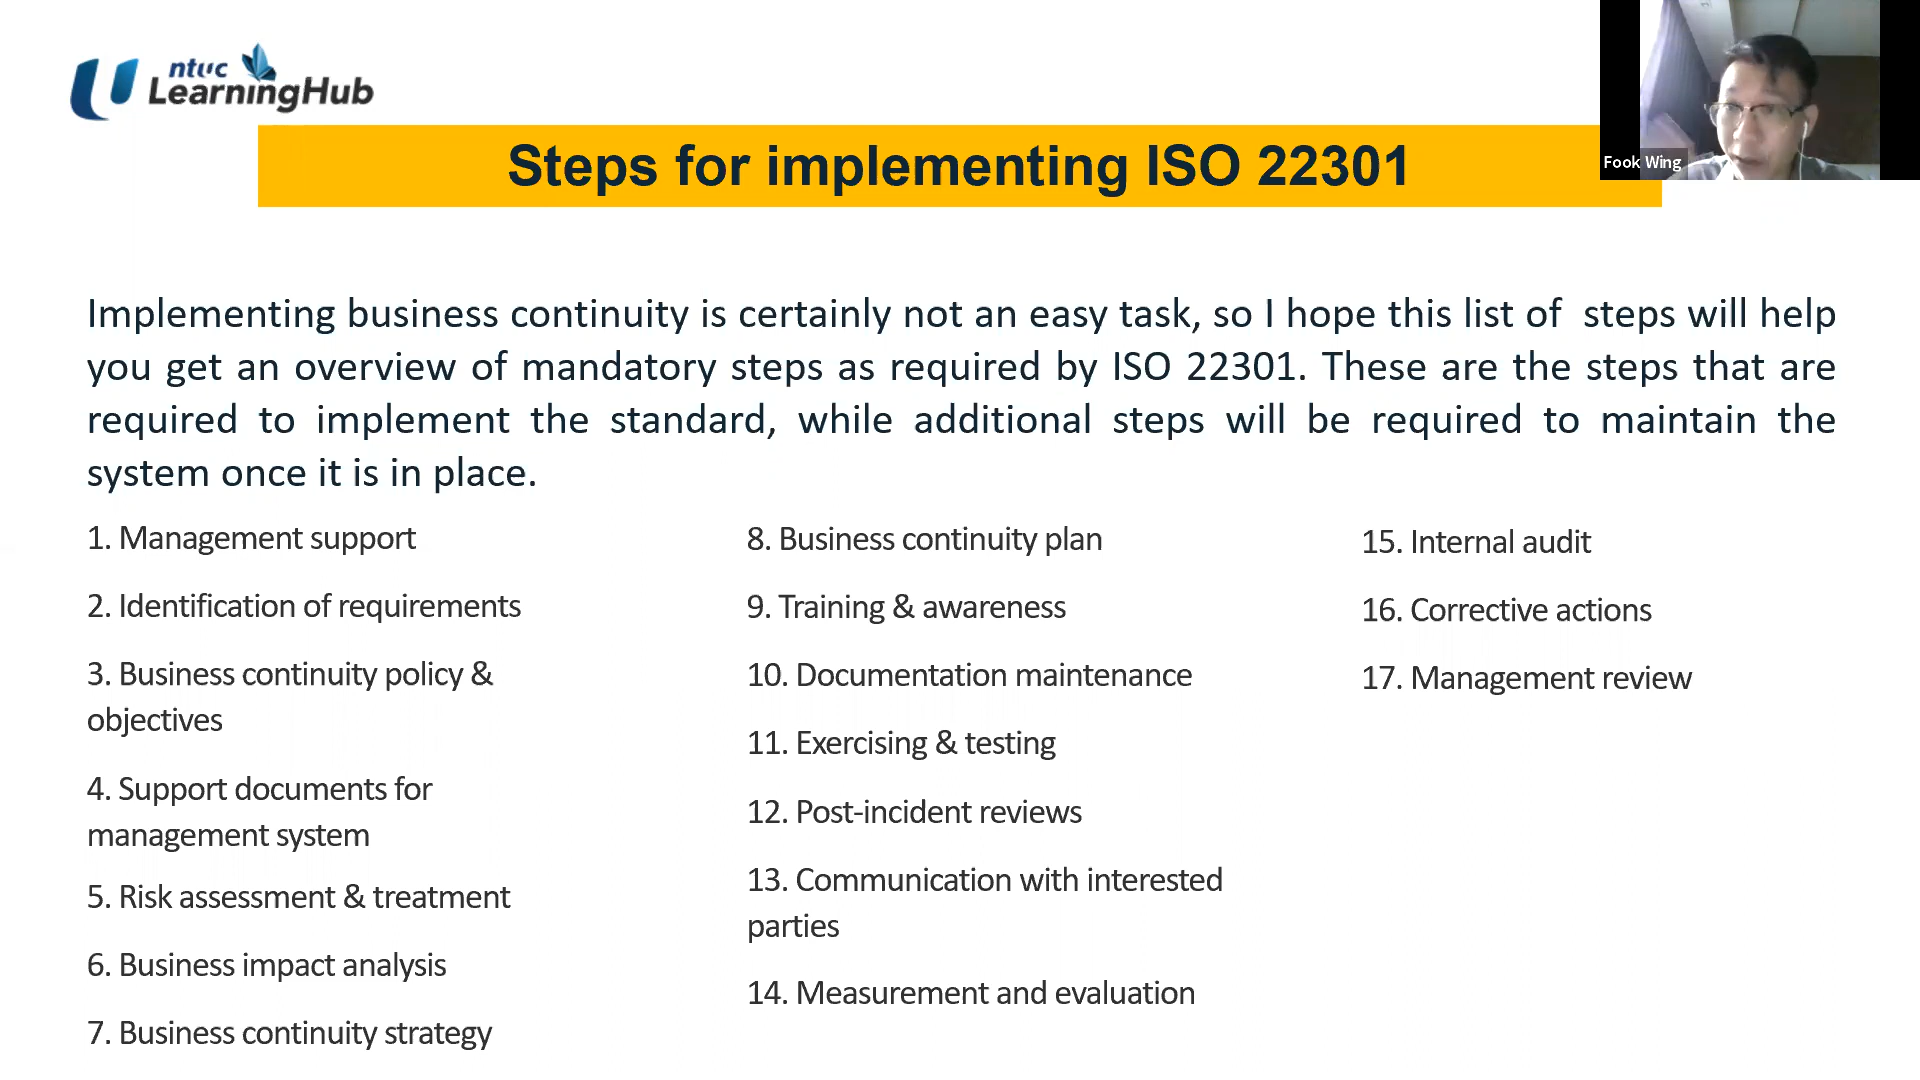 ntuc
LearningHub
Steps for implementing ISO 22301
Fook Wing
Implementing business continuity is certainly not an easy task, so I hope this list of  steps will help
you get an overview of mandatory steps as required by ISO 22301. These are the steps that are
required to implement the standard, while additional steps will be required to maintain the
system once it is in place.
1. Management support
2. Identification of requirements
3. Business continuity policy &
objectives
4. Support documents for
management system
5. Risk assessment & treatment
6. Business impact analysis
7. Business continuity strategy
8. Business continuity plan
9. Training & awareness
10. Documentation maintenance
11. Exercising & testing
12. Post-incident reviews
13. Communication with interested
parties
14. Measurement and evaluation
15. Internal audit
16. Corrective actions
17. Management review